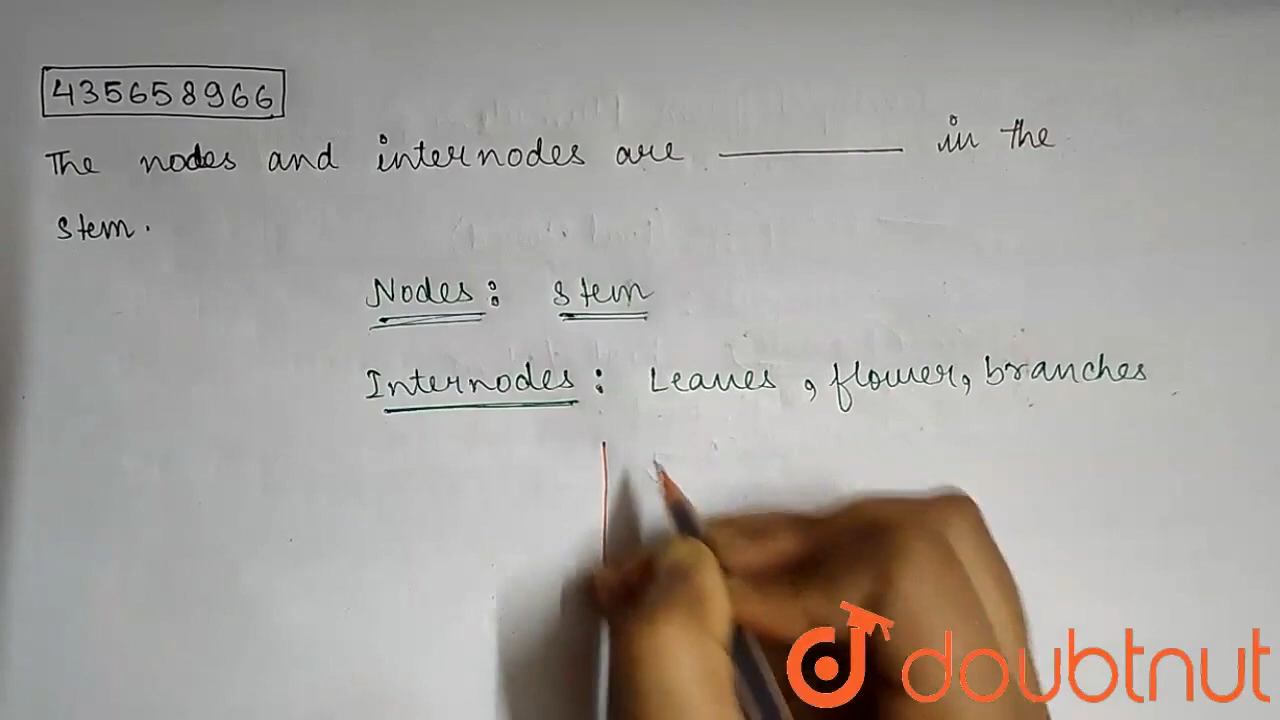 435658966
The nodes and internodes are ________ in the
stem.
Nodes: stem
Internodes: Leaves, flower, branches
doubtnut